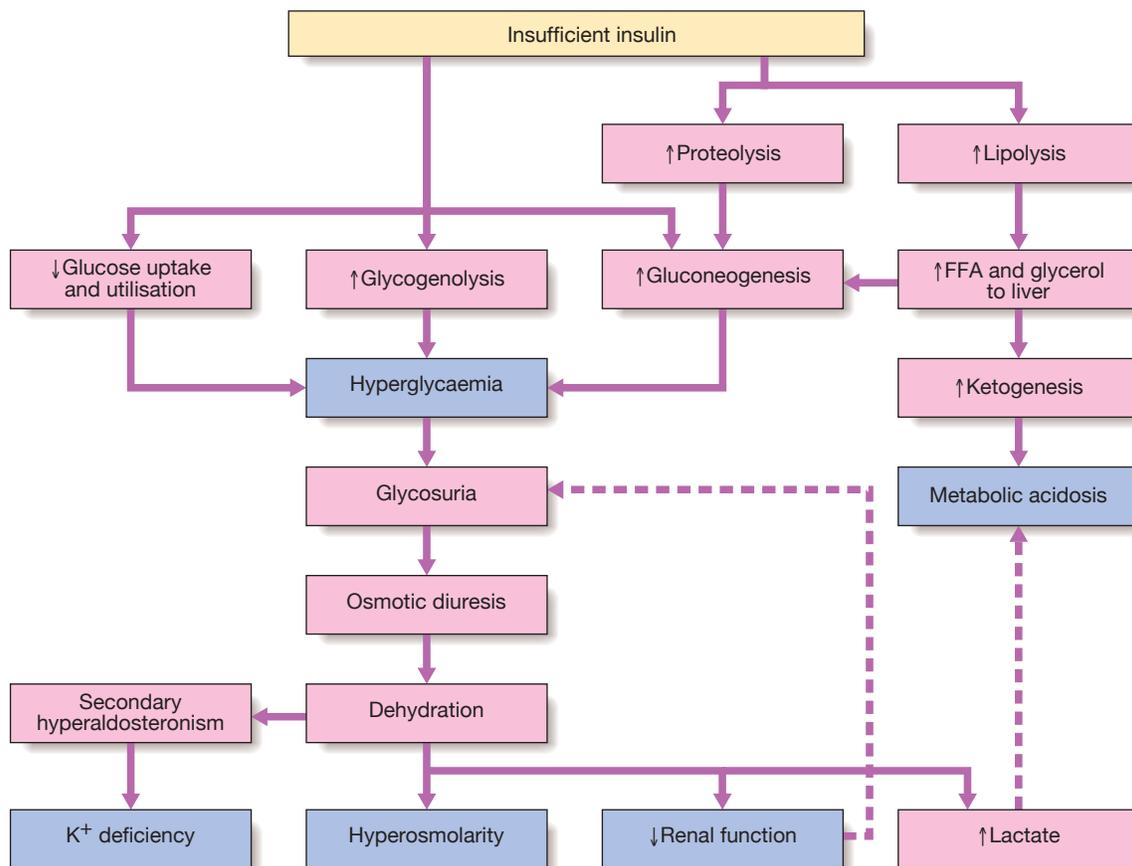 Insufficient insulin
↑Proteolysis
↑Lipolysis
↓Glucose uptake
and utilisation
↑Glycogenolysis
↑Gluconeogenesis
↑FFA and glycerol
to liver
Hyperglycaemia
↑Ketogenesis
Glycosuria
Metabolic acidosis
Osmotic diuresis
Secondary
hyperaldosteronism
Dehydration
K⁺ deficiency
Hyperosmolarity
↓Renal function
↑Lactate